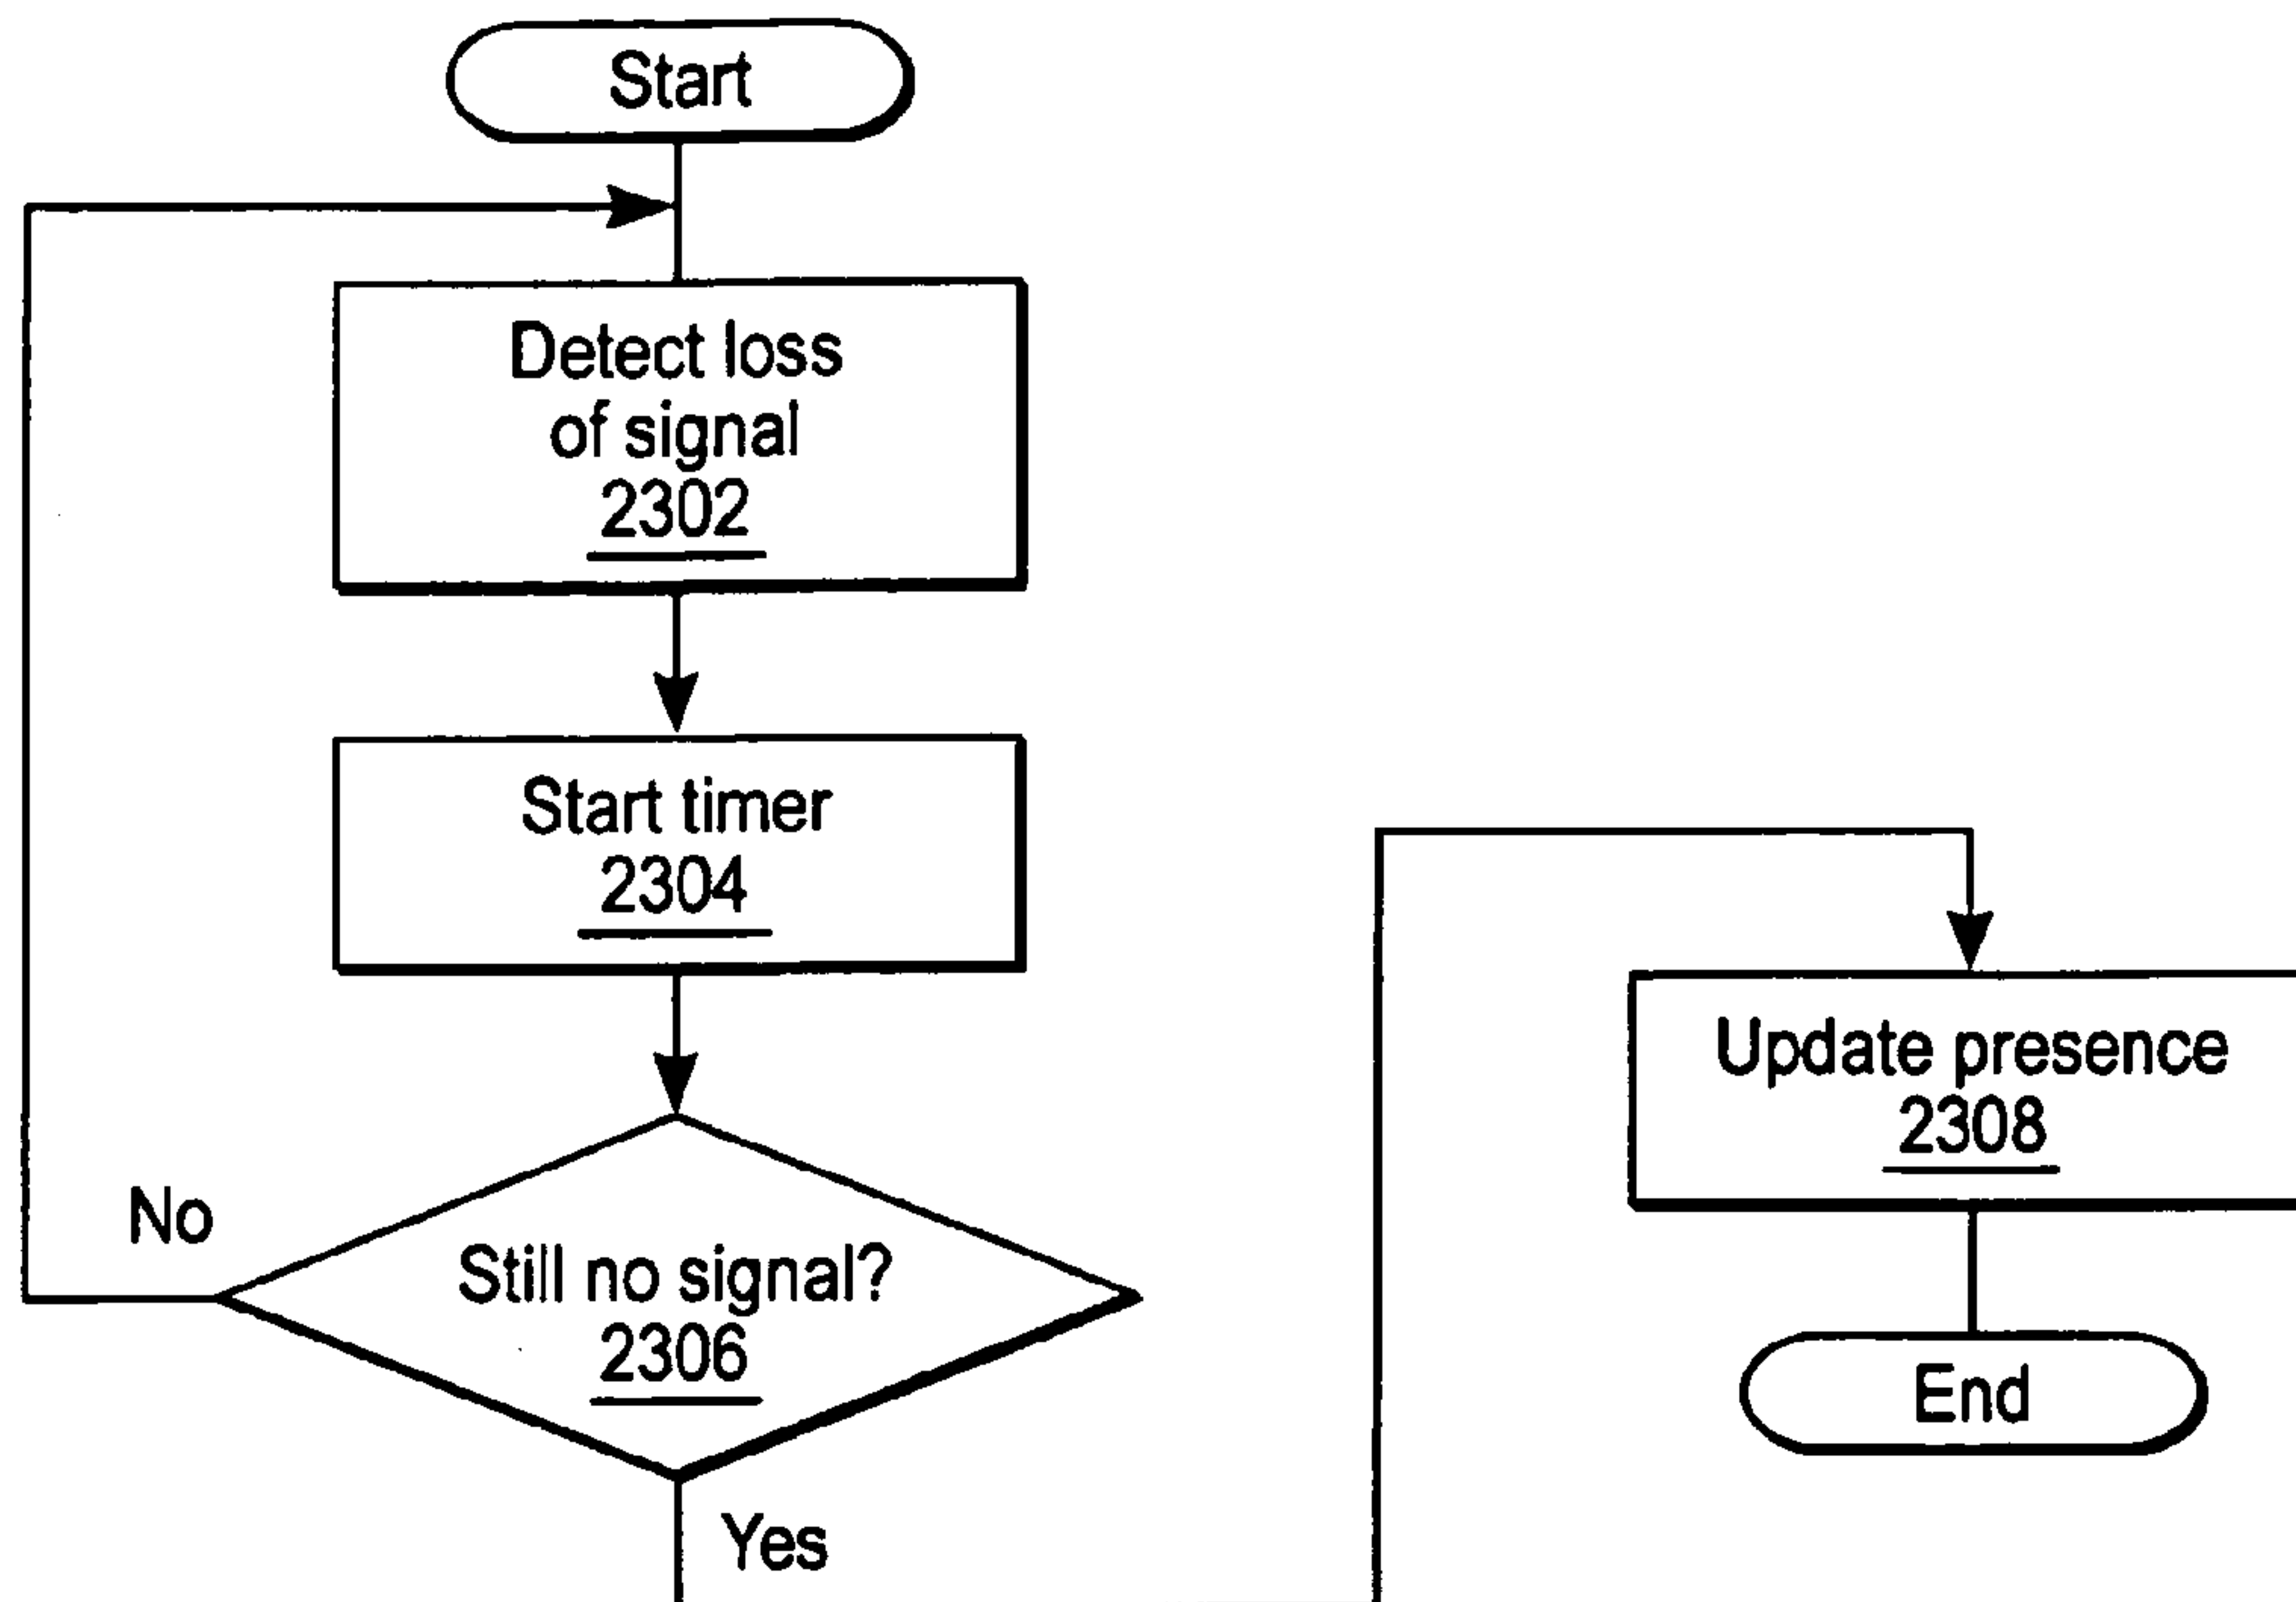 Start
Detect loss
of signal
2302
Start timer
2304
No
Still no signal?
2306
Yes
Update presence
2308
End